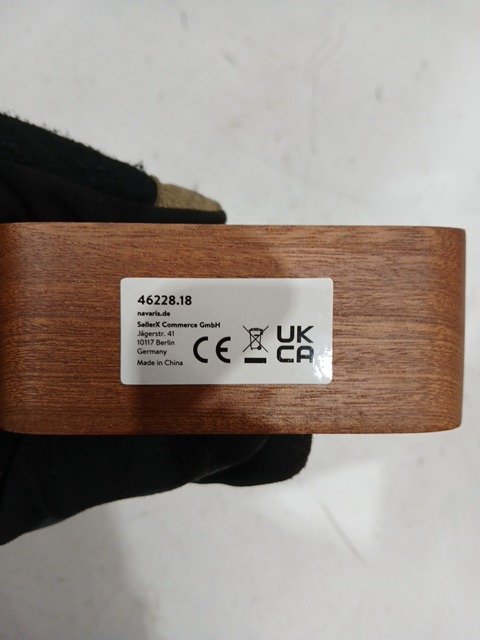 46228.18
navaris.de
SellerX Commerce GmbH
Jägerstr. 41
10117 Berlin
Germany
Made in China
CE
UK
CA